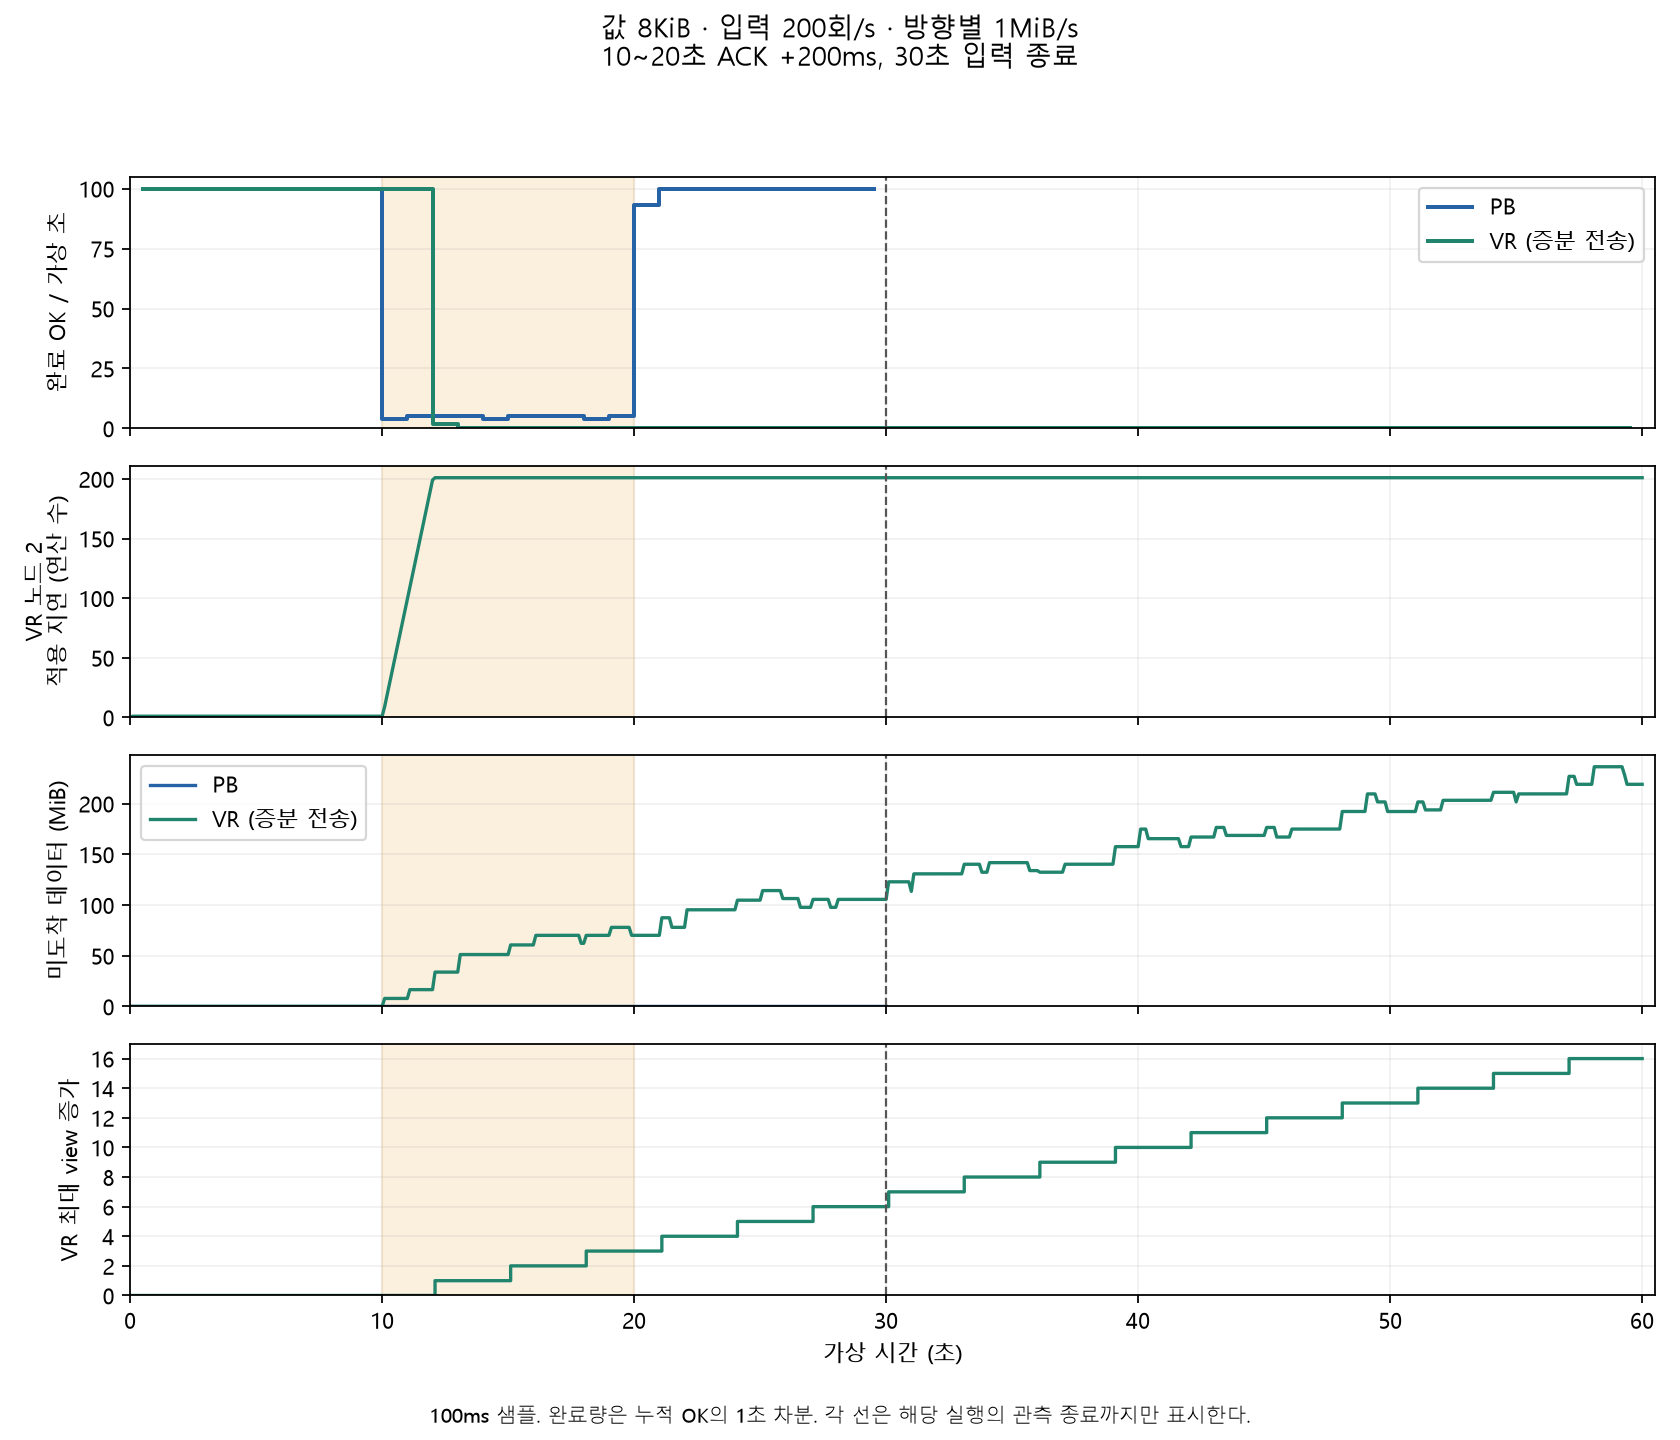 값 8KiB · 입력 200회/s · 방향별 1MiB/s
10~20초 ACK +200ms, 30초 입력 종료
완료 OK / 가상 초
100
75
50
25
0
PB
VR (증분 전송)
VR 노드 2
적용 지연 (연산 수)
200
150
100
50
0
미도착 데이터 (MiB)
200
150
100
50
0
PB
VR (증분 전송)
VR 최대 view 증가
16
14
12
10
8
6
4
2
0
0 10 20 30 40 50 60
가상 시간 (초)
100ms 샘플. 완료량은 누적 OK의 1초 차분. 각 선은 해당 실행의 관측 종료까지만 표시한다.